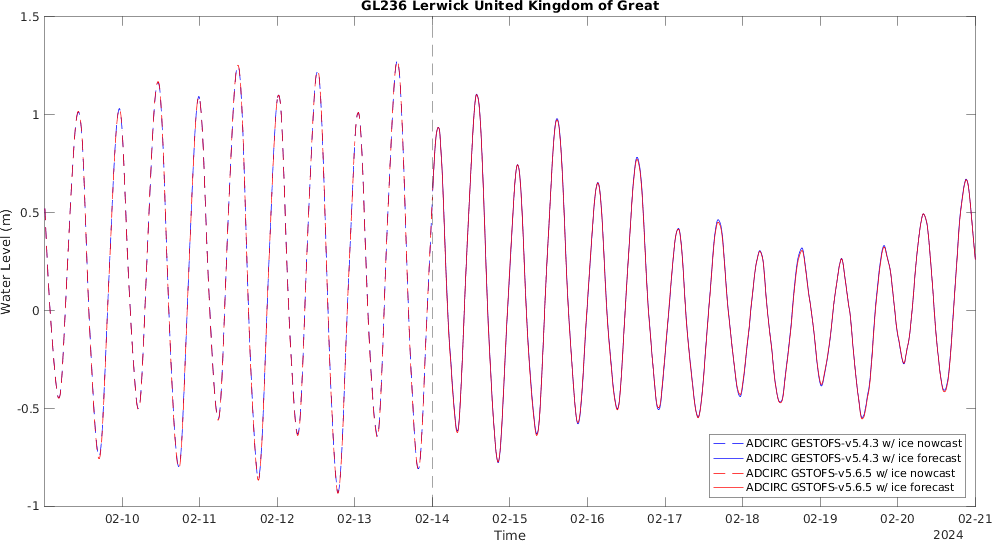 GL236 Lerwick United Kingdom of Great
1.5
1
0.5
0
-0.5
-1
Water Level (m)
02-10 02-11 02-12 02-13 02-14 02-15 02-16 02-17 02-18 02-19 02-20 02-21
Time
2024
ADCIRC GESTOFS-v5.4.3 w/ ice nowcast
ADCIRC GESTOFS-v5.4.3 w/ ice forecast
ADCIRC GSTOFS-v5.6.5 w/ ice nowcast
ADCIRC GSTOFS-v5.6.5 w/ ice forecast